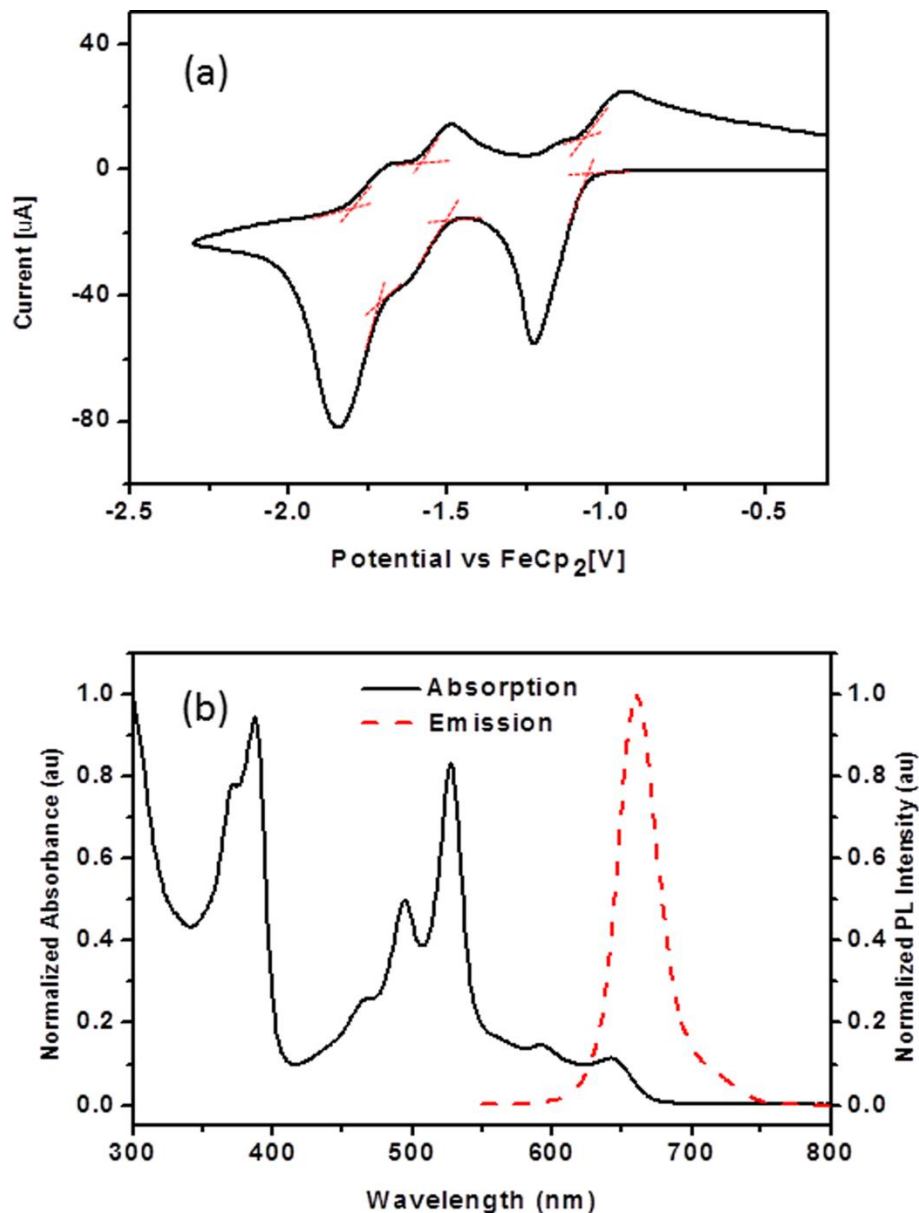 (a)
40
0
-40
-80
Current [uA]
-2.5 -2.0 -1.5 -1.0 -0.5
Potential vs FeCp2[V]
(b)
Absorption
Emission
1.0
0.8
0.6
0.4
0.2
0.0
Normalized Absorbance (au)
1.0
0.8
0.6
0.4
0.2
0.0
Normalized PL Intensity (au)
300 400 500 600 700 800
Wavelength (nm)